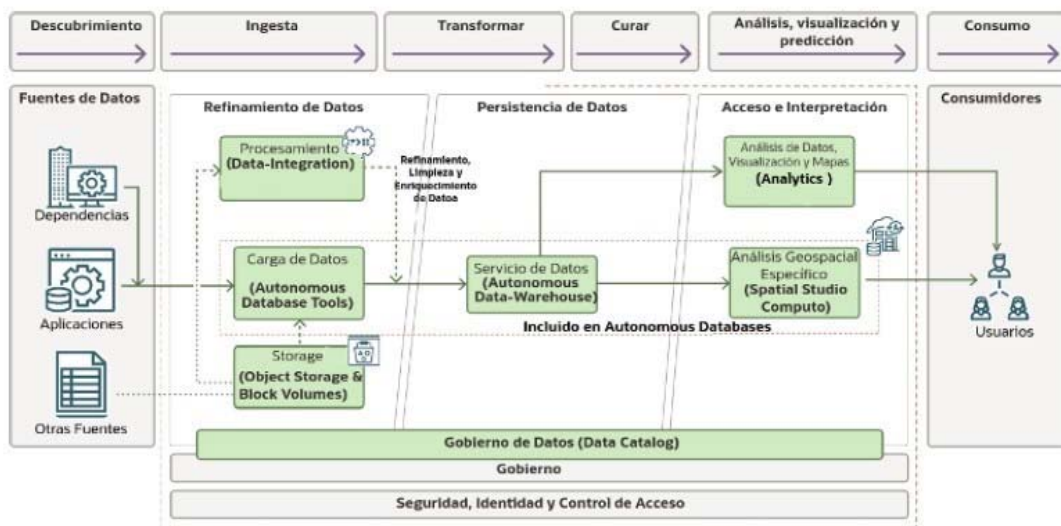 Descubrimiento
Ingesta
Transformar
Curar
Análisis, visualización y
predicción
Consumo
Fuentes de Datos
Dependencias
Aplicaciones
Otras Fuentes
Refinamiento de Datos
Procesamiento
(Data-Integration)
Refinamiento,
Limpieza y
Enriquecimiento
de Datoa
Carga de Datos
(Autonomous
Database Tools)
Storage
(Object Storage &
Block Volumes)
Persistencia de Datos
Servicio de Datos
(Autonomous
Data-Warehouse)
Acceso e Interpretación
Análisis de Datos,
Visualización y Mapas
(Analytics )
Análisis Geospacial
Específico
(Spatial Studio
Computo)
Incluido en Autonomous Databases
Consumidores
Usuarios
Gobierno de Datos (Data Catalog)
Gobierno
Seguridad, Identidad y Control de Acceso